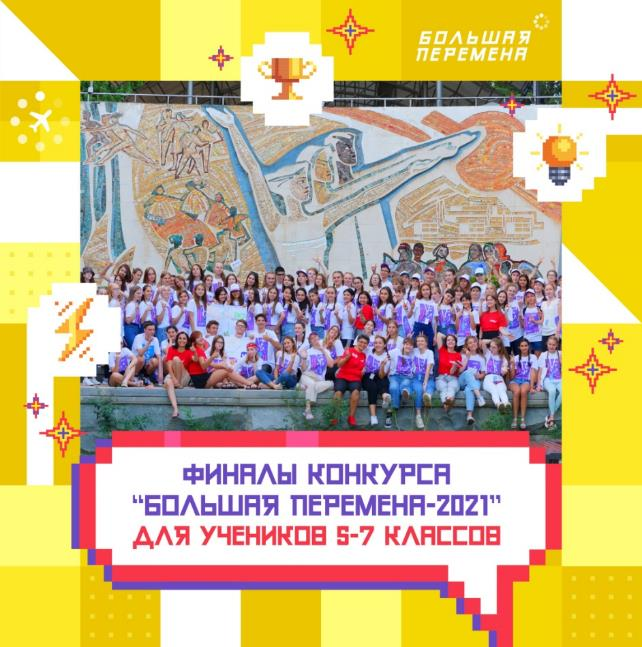 БОЛЬШАЯ
ПЕРЕМЕНА
ФИНАЛЫ КОНКУРСА
“БОЛЬШАЯ ПЕРЕМЕНА-2021”
ДЛЯ УЧЕНИКОВ 5-7 КЛАССОВ